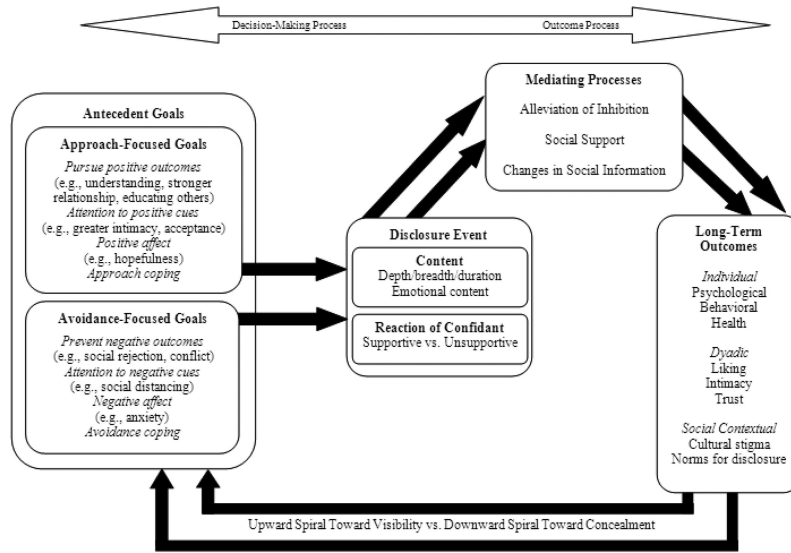 Decision-Making Process
Outcome Process
Antecedent Goals
Approach-Focused Goals
Pursue positive outcomes
(e.g., understanding, stronger
relationship, educating others)
Attention to positive cues
(e.g., greater intimacy, acceptance)
Positive affect
(e.g., hopefulness)
Approach coping
Avoidance-Focused Goals
Prevent negative outcomes
(e.g., social rejection, conflict)
Attention to negative cues
(e.g., social distancing)
Negative affect
(e.g., anxiety)
Avoidance coping
Disclosure Event
Content
Depth/breadth/duration
Emotional content
Reaction of Confidant
Supportive vs. Unsupportive
Mediating Processes
Alleviation of Inhibition
Social Support
Changes in Social Information
Long-Term
Outcomes
Individual
Psychological
Behavioral
Health
Dyadic
Liking
Intimacy
Trust
Social Contextual
Cultural stigma
Norms for disclosure
Upward Spiral Toward Visibility vs. Downward Spiral Toward Concealment